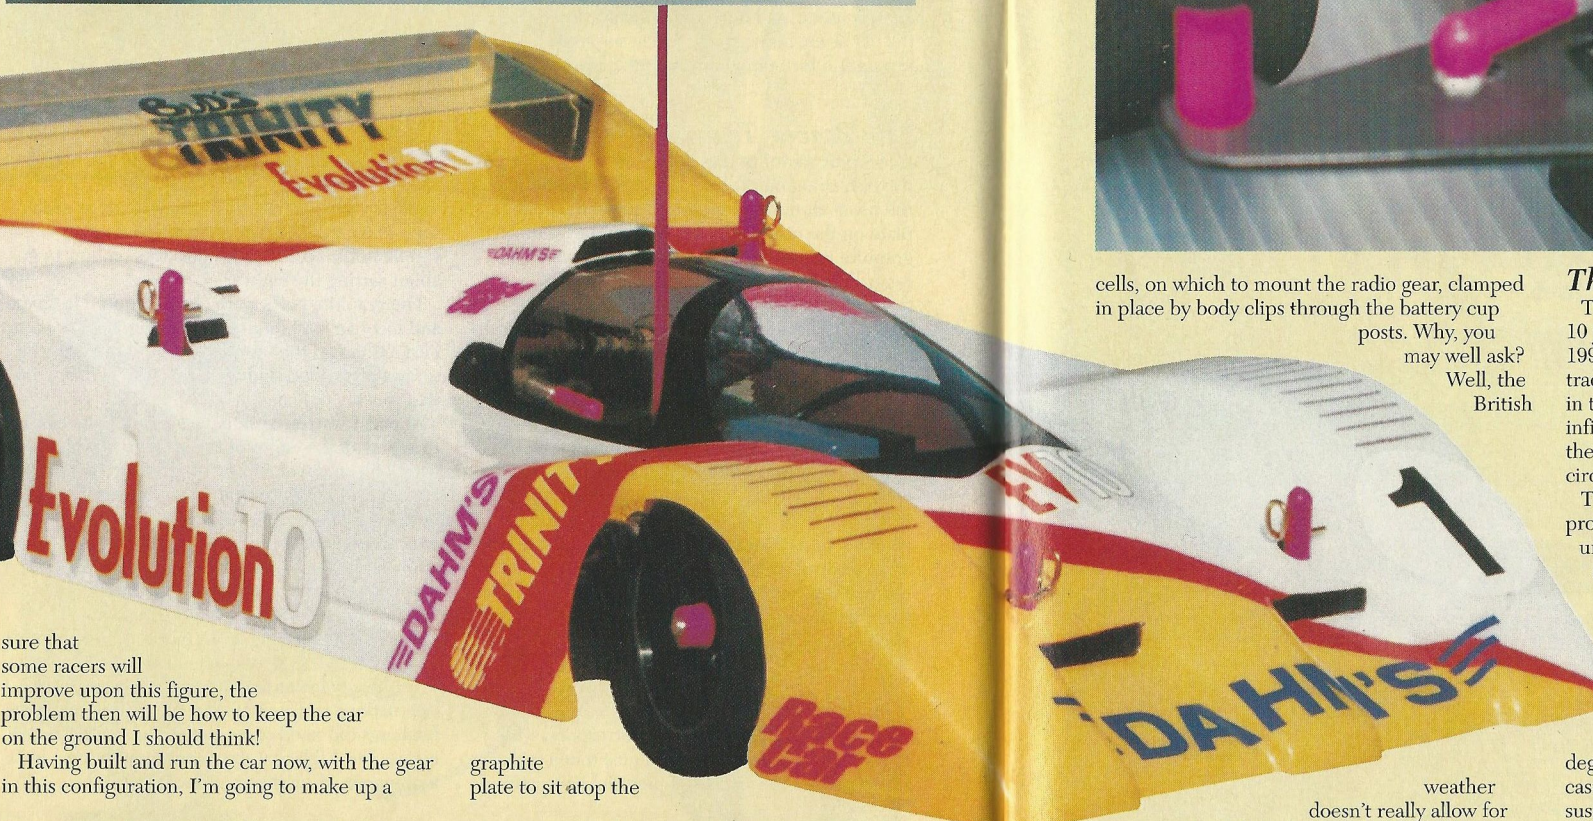 BUD'S
TRINITY
Evolution10
DAHM'S
Evolution10
DAHM'S
TRINITY
EV10
1
Race
Car
DAHM'S
sure that
some racers will
improve upon this figure, the
problem then will be how to keep the car
on the ground I should think!
Having built and run the car now, with the gear
in this configuration, I'm going to make up a
graphite
plate to sit atop the
cells, on which to mount the radio gear, clamped
in place by body clips through the battery cup
posts. Why, you
may well ask?
Well, the
British
weather
doesn't really allow for
10
the